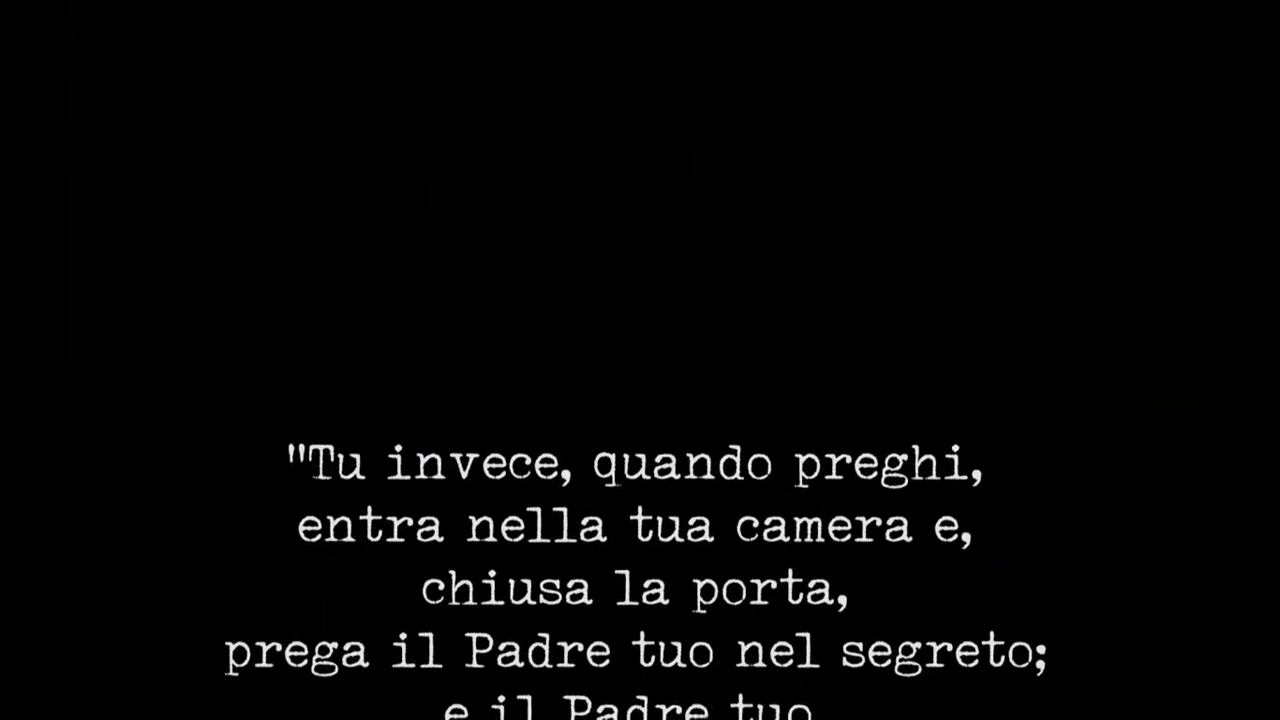 "Tu invece, quando preghi,
entra nella tua camera e,
chiusa la porta,
prega il Padre tuo nel segreto;
e il Padre tuo